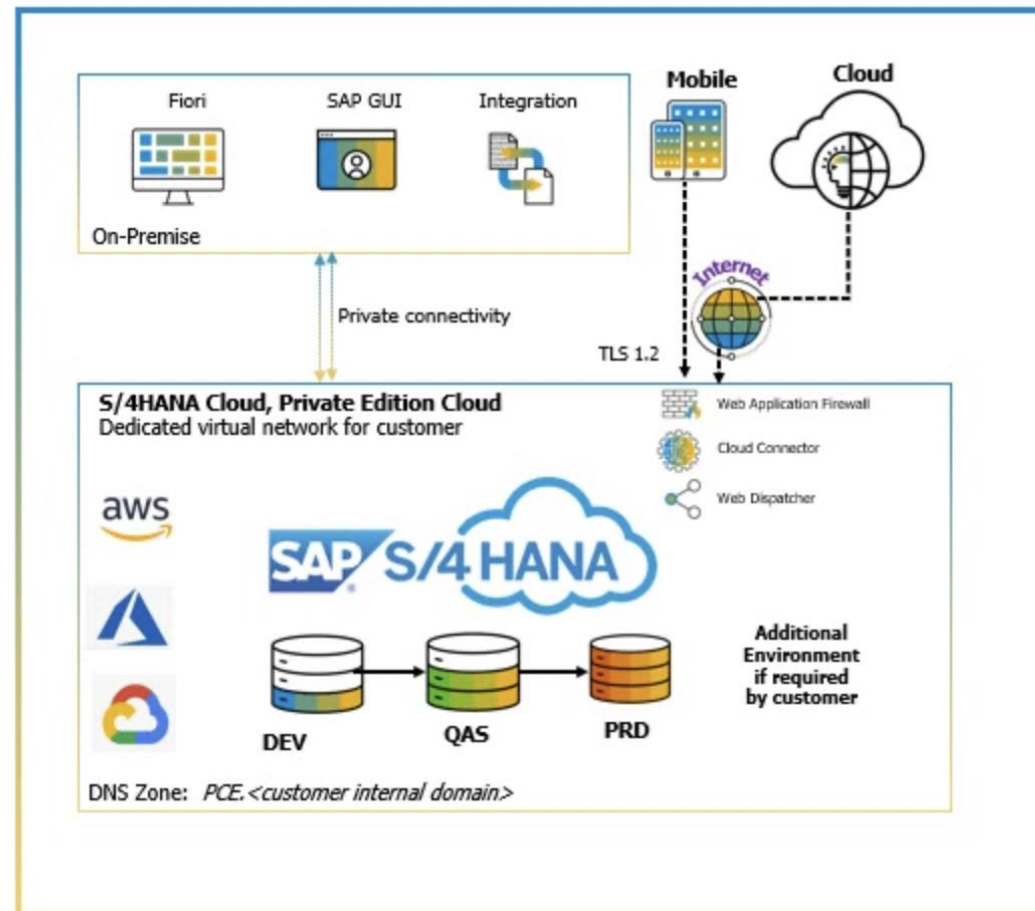 Fiori
SAP GUI
Integration
Mobile
Cloud
On-Premise
Internet
Private connectivity
TLS 1.2
S/4HANA Cloud, Private Edition Cloud
Dedicated virtual network for customer
Web Application Firewall
Cloud Connector
Web Dispatcher
aws
SAP S/4 HANA
Additional
Environment
if required
by customer
DEV
QAS
PRD
DNS Zone: PCE.<customer internal domain>